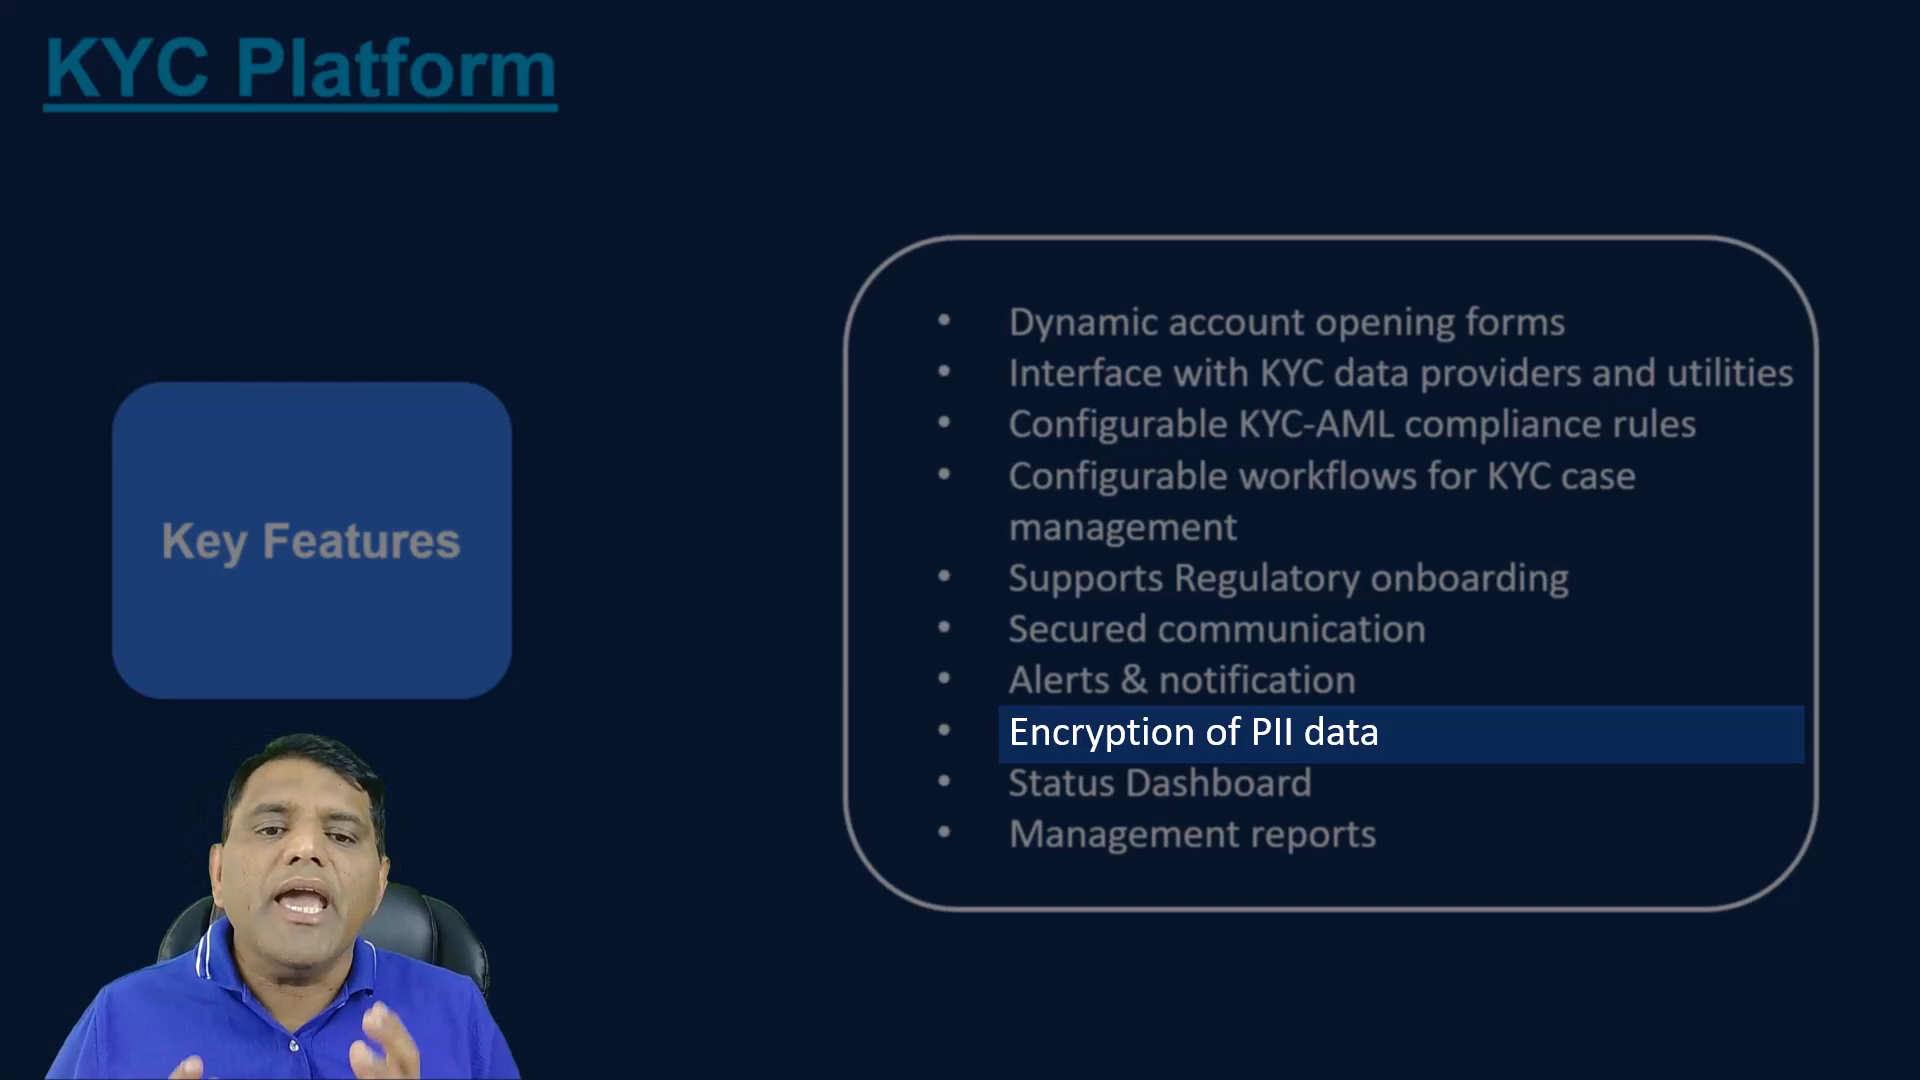 KYC Platform
Key Features
• Dynamic account opening forms
• Interface with KYC data providers and utilities
• Configurable KYC-AML compliance rules
• Configurable workflows for KYC case
management
• Supports Regulatory onboarding
• Secured communication
• Alerts & notification
• Encryption of PII data
• Status Dashboard
• Management reports